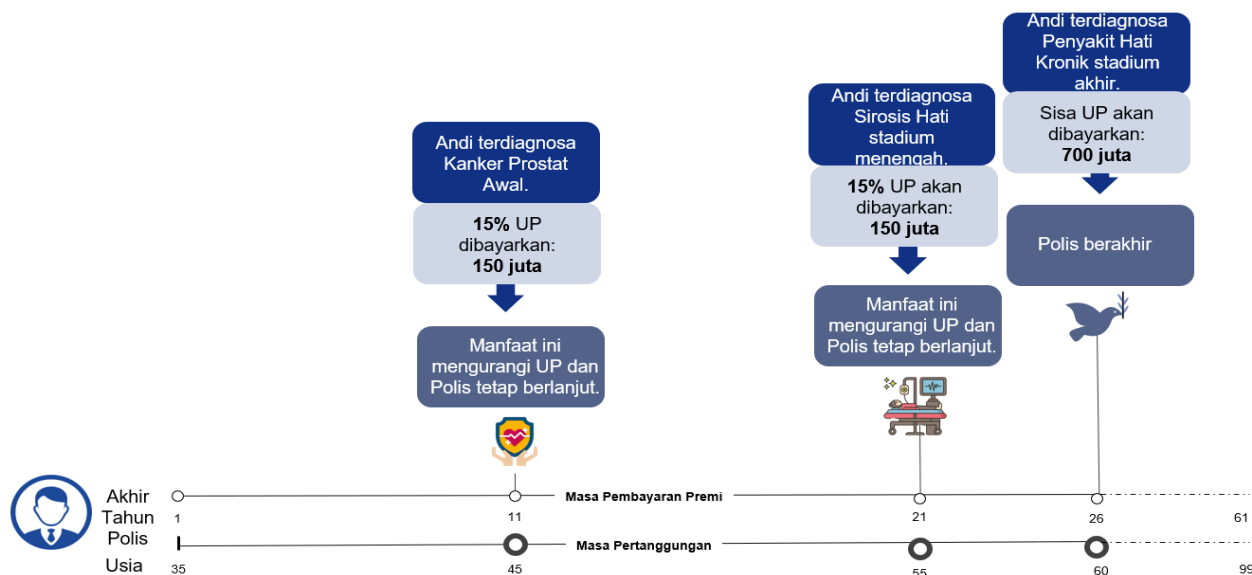 Andi terdiagnosa
Kanker Prostat
Awal.
15% UP
dibayarkan:
150 juta
Manfaat ini
mengurangi UP dan
Polis tetap berlanjut.
Andi terdiagnosa
Sirosis Hati
stadium
menengah.
15% UP akan
dibayarkan:
150 juta
Manfaat ini
mengurangi UP dan
Polis tetap berlanjut.
Andi terdiagnosa
Penyakit Hati
Kronik stadium
akhir.
Sisa UP akan
dibayarkan:
700 juta
Polis berakhir
Akhir
Tahun
Polis
Masa Pembayaran Premi
1 11 21 26 61
Masa Pertanggungan
Usia
35 45 55 60 99